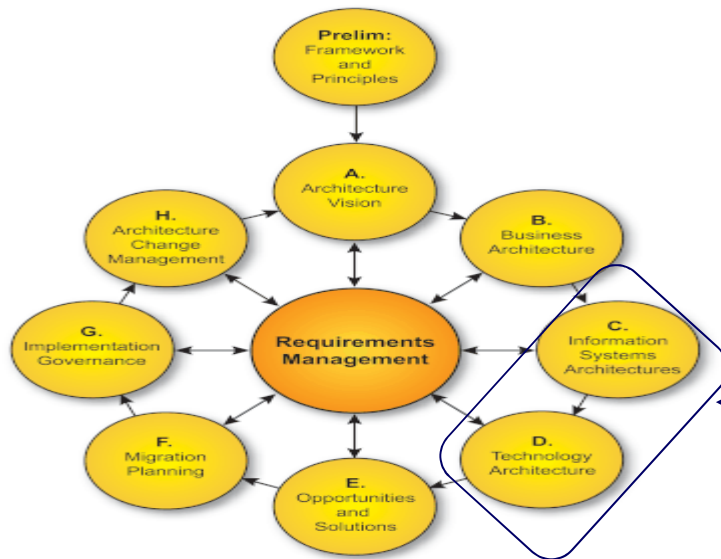 Prelim:
Framework
and
Principles
A.
Architecture
Vision
H.
Architecture
Change
Management
B.
Business
Architecture
G.
Implementation
Governance
Requirements
Management
C.
Information
Systems
Architectures
F.
Migration
Planning
D.
Technology
Architecture
E.
Opportunities
and
Solutions